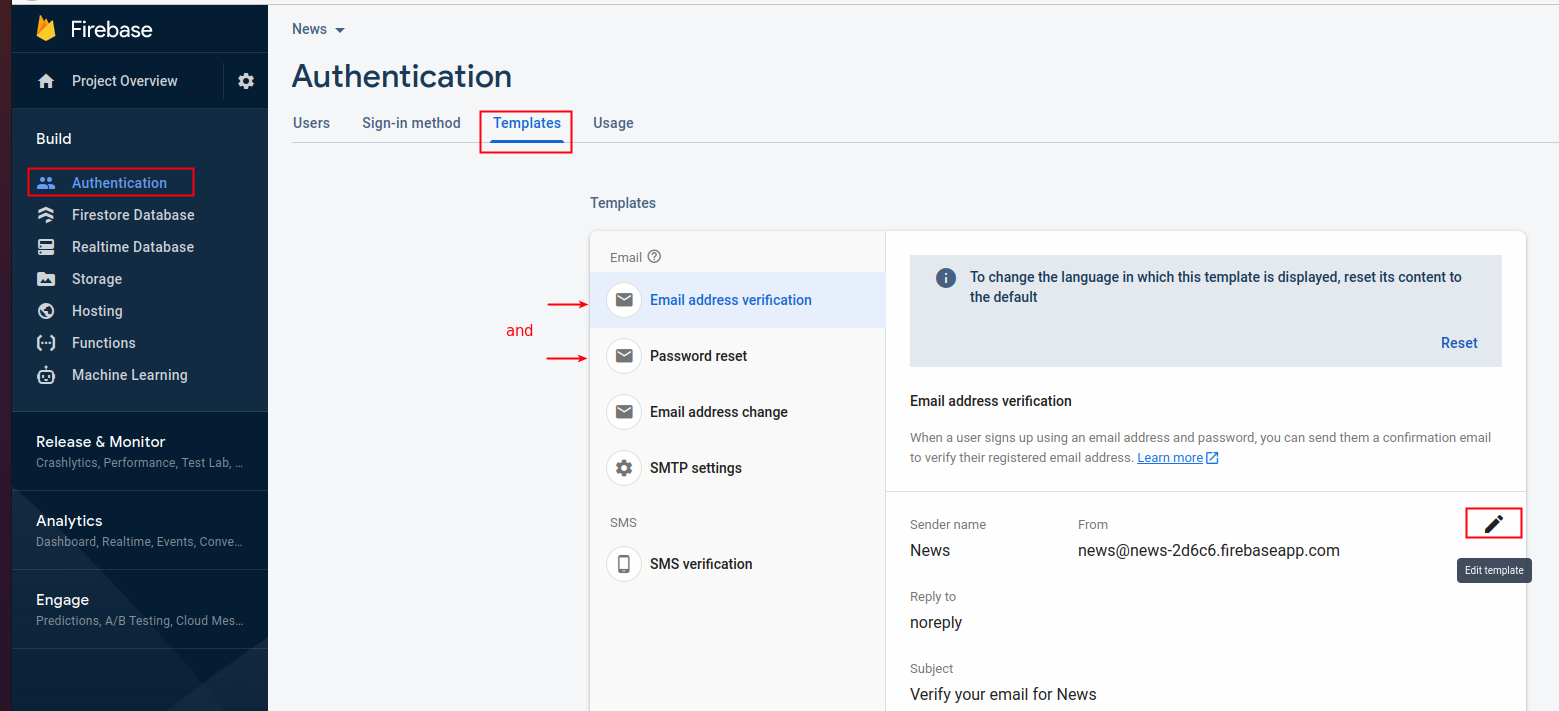 Firebase
Project Overview
Build
Authentication
Firestore Database
Realtime Database
Storage
Hosting
Functions
Machine Learning
Release & Monitor
Crashlytics, Performance, Test Lab, ...
Analytics
Dashboard, Realtime, Events, Conve...
Engage
Predictions, A/B Testing, Cloud Mes...
News
Authentication
Users Sign-in method Templates Usage
Templates
Email
and
Email address verification
Password reset
Email address change
SMTP settings
SMS
SMS verification
To change the language in which this template is displayed, reset its content to
the default
Reset
Email address verification
When a user signs up using an email address and password, you can send them a confirmation email
to verify their registered email address. Learn more
Sender name From
News news@news-2d6c6.firebaseapp.com
Edit template
Reply to
noreply
Subject
Verify your email for News